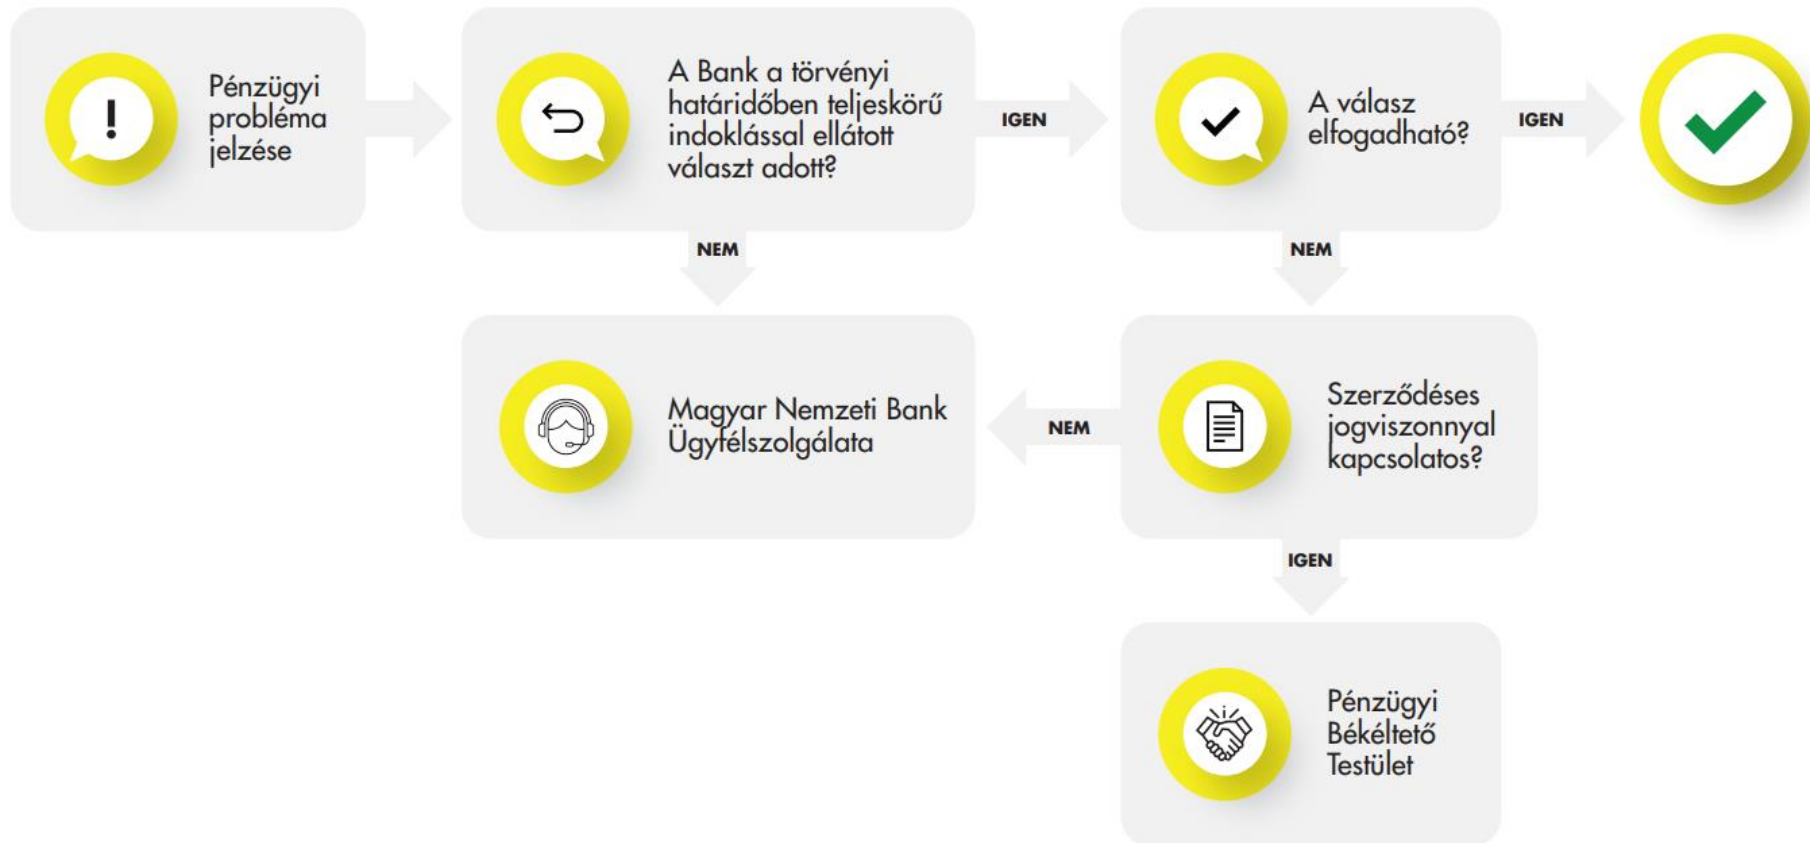 Pénzügyi
probléma
jelzése
A Bank a törvényi
határidőben teljeskörű
indoklással ellátott
választ adott?
IGEN
A válasz
elfogadható?
IGEN
NEM
NEM
Magyar Nemzeti Bank
Ügyfélszolgálata
NEM
Szerződéses
jogviszonnyal
kapcsolatos?
IGEN
Pénzügyi
Békéltető
Testület